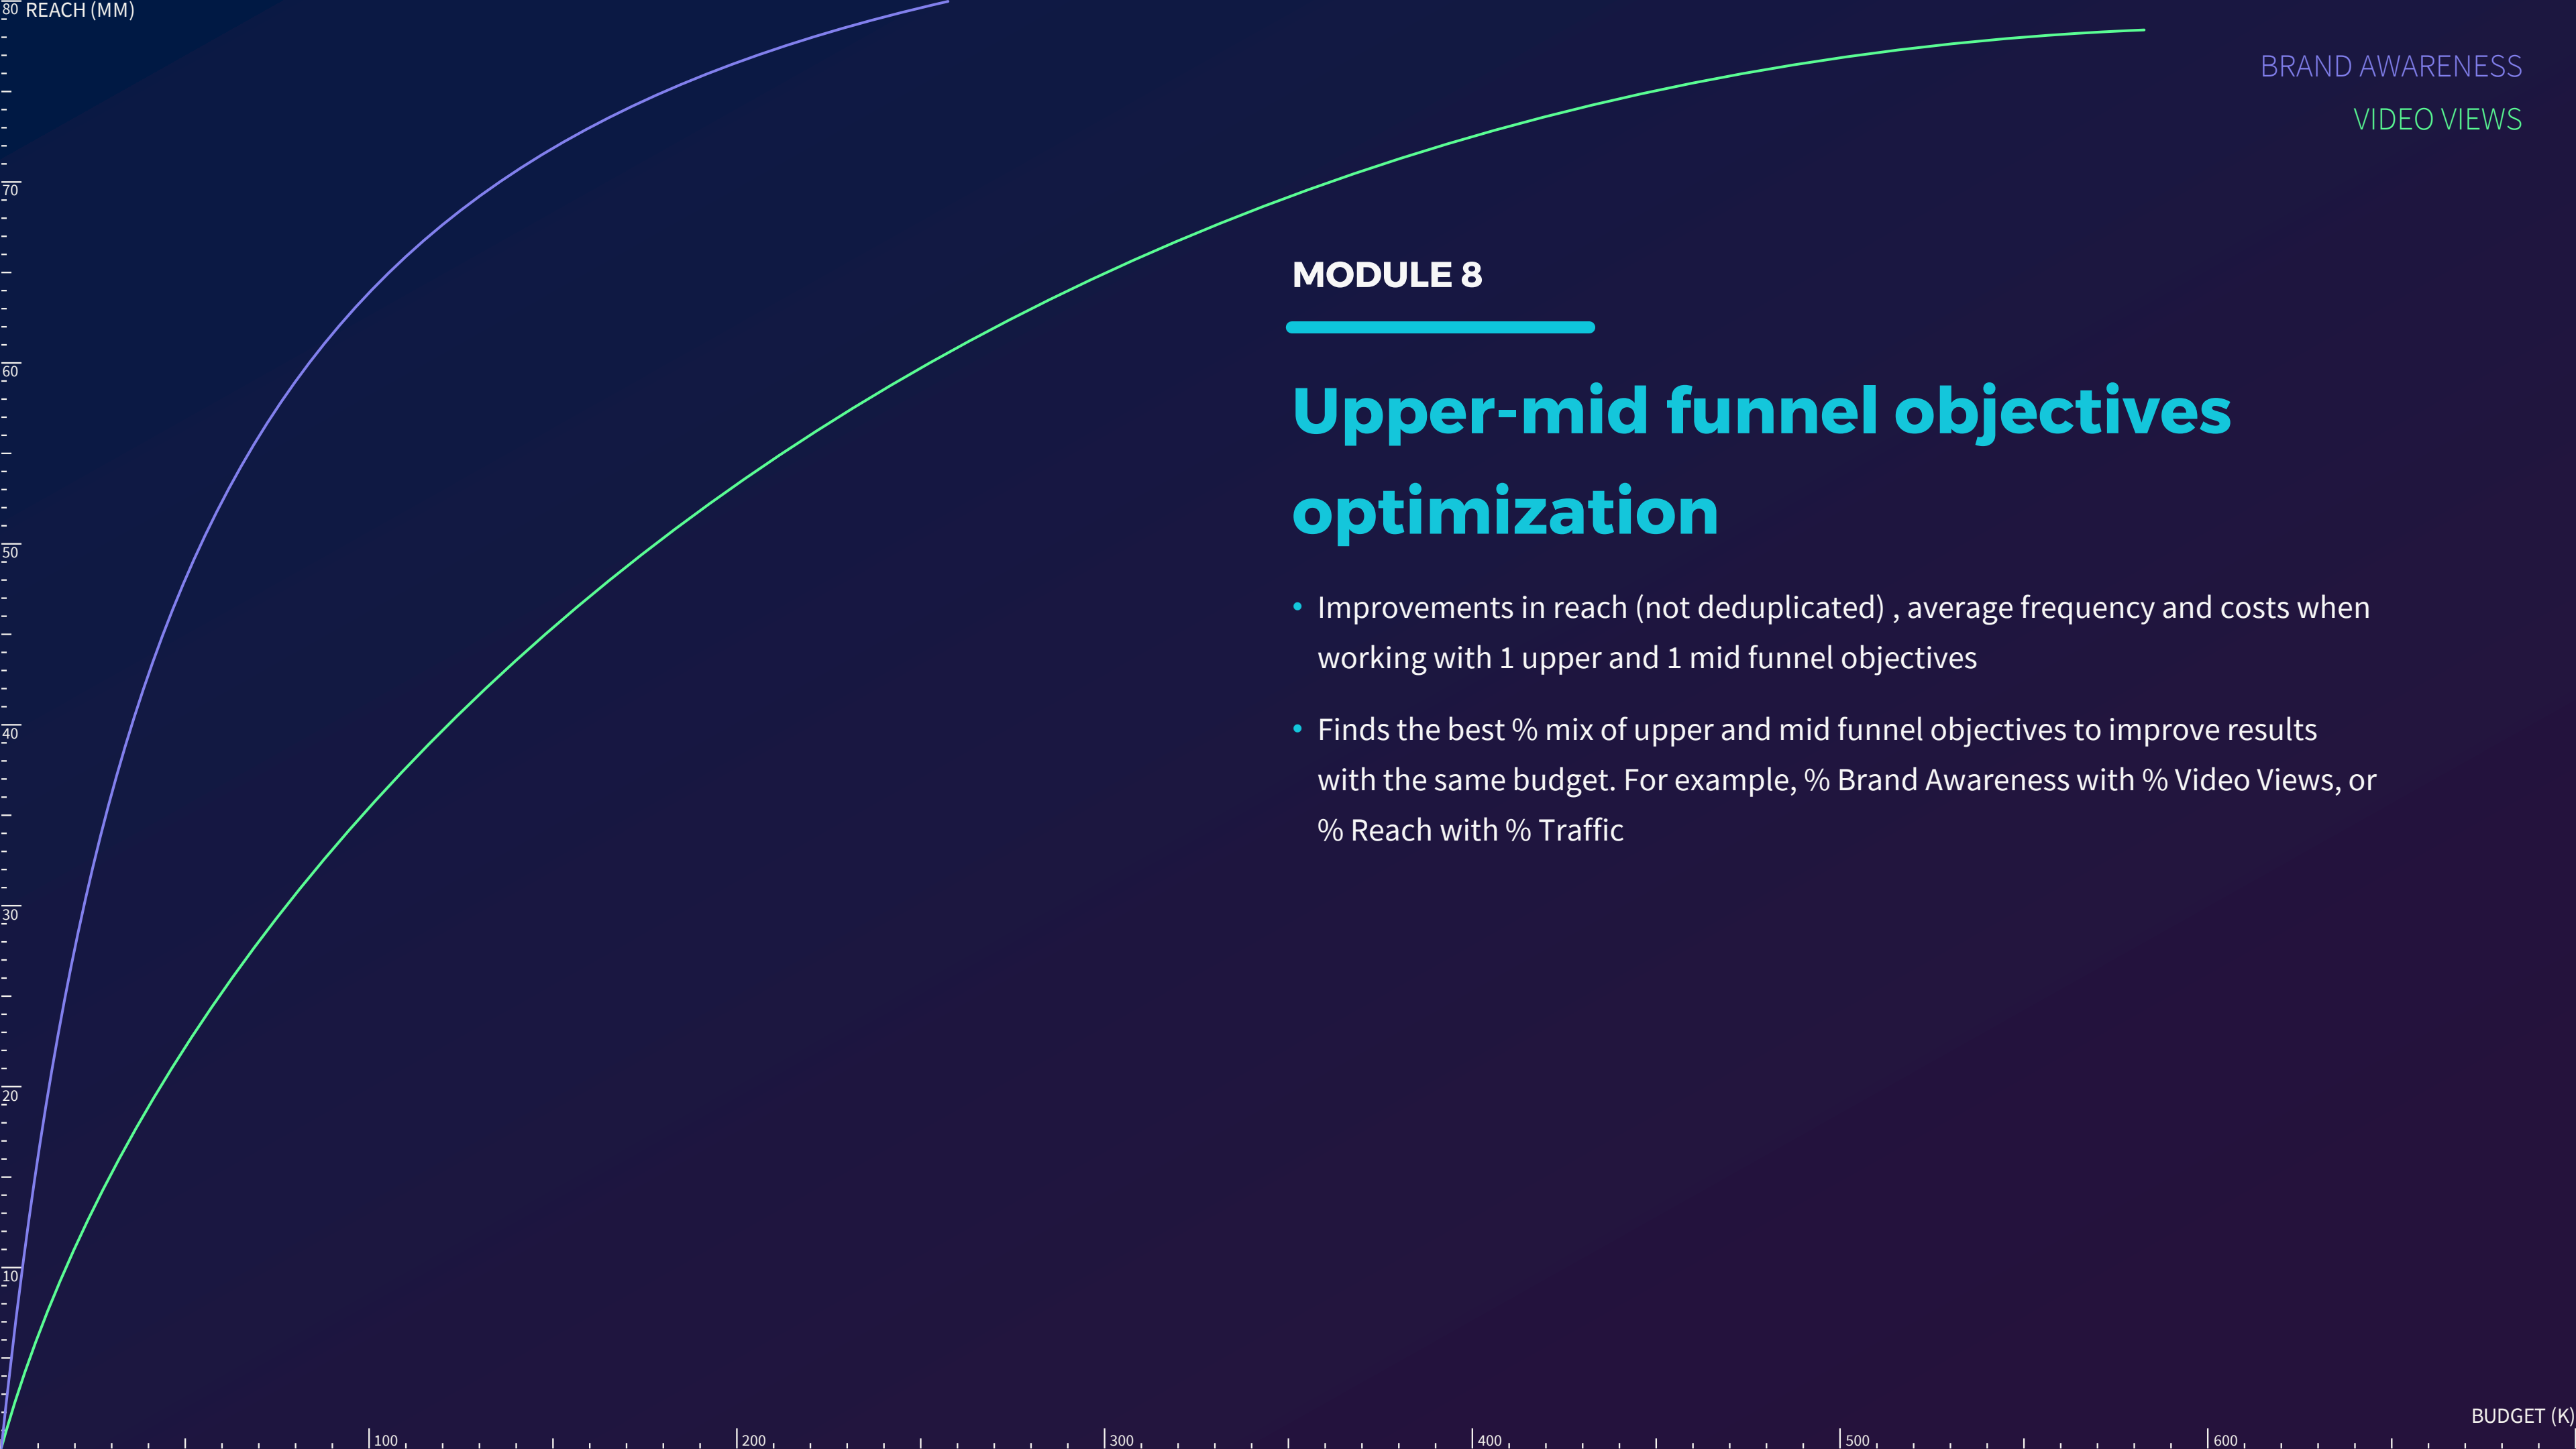 80 REACH (MM)
BRAND AWARENESS
VIDEO VIEWS
70
60
50
40
30
20
10
MODULE 8
Upper-mid funnel objectives
optimization
• Improvements in reach (not deduplicated) , average frequency and costs when
working with 1 upper and 1 mid funnel objectives
• Finds the best % mix of upper and mid funnel objectives to improve results
with the same budget. For example, % Brand Awareness with % Video Views, or
% Reach with % Traffic
BUDGET (K)
100 200 300 400 500 600